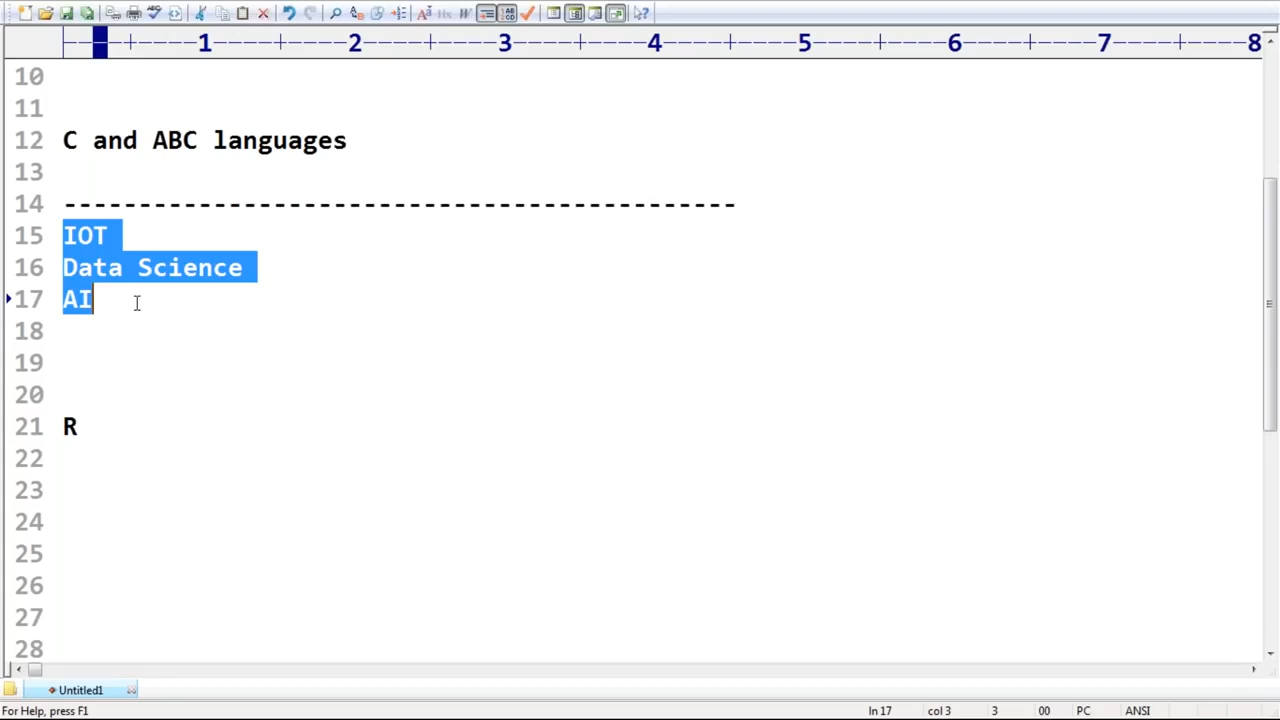 1 2 3 4 5 6 7 8
10
11
12 C and ABC languages
13
14 ---------------------------------------------
15 IOT
16 Data Science
17 AI
18
19
20
21 R
22
23
24
25
26
27
28
Untitled1
For Help, press F1 ln 17 col 3 3 00 PC ANSI